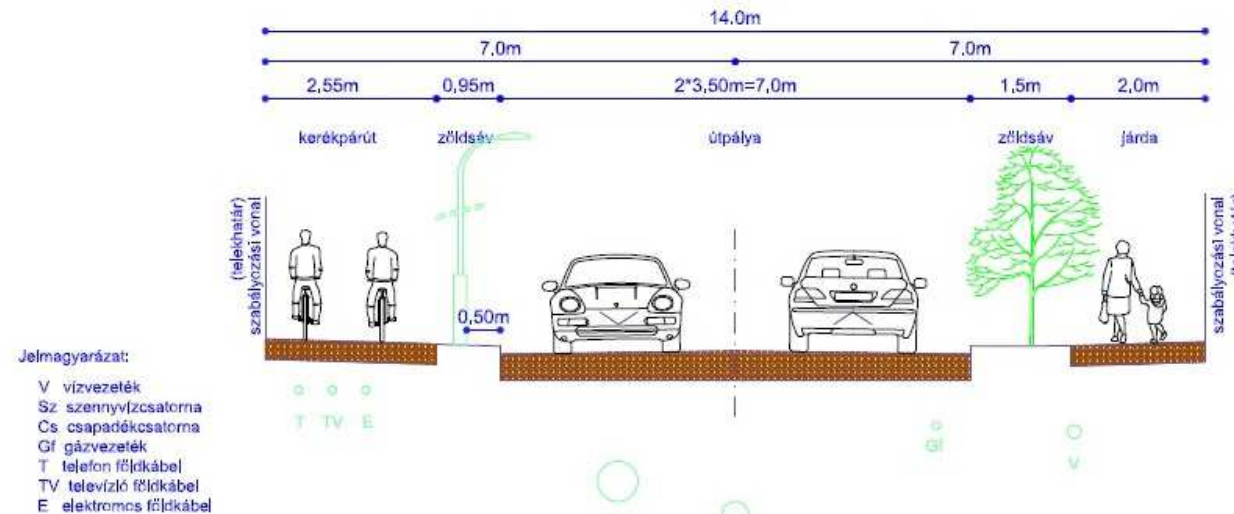 14.0m
7.0m 7.0m
2,55m 0,95m 2*3,50m=7,0m 1,5m 2,0m
kerékpárút zöldsáv útpálya zöldsáv járda
(telekhatár)
szabályozási vonal
szabályozási vonal
0,50m
Jelmagyarázat:
V vízvezeték
Sz szennyvízcsatorna
Cs csapadékcsatorna
Gf gázvezeték
T telefon földkábel
TV televízió földkábel
E elektromos földkábel
T TV E
Gf
V